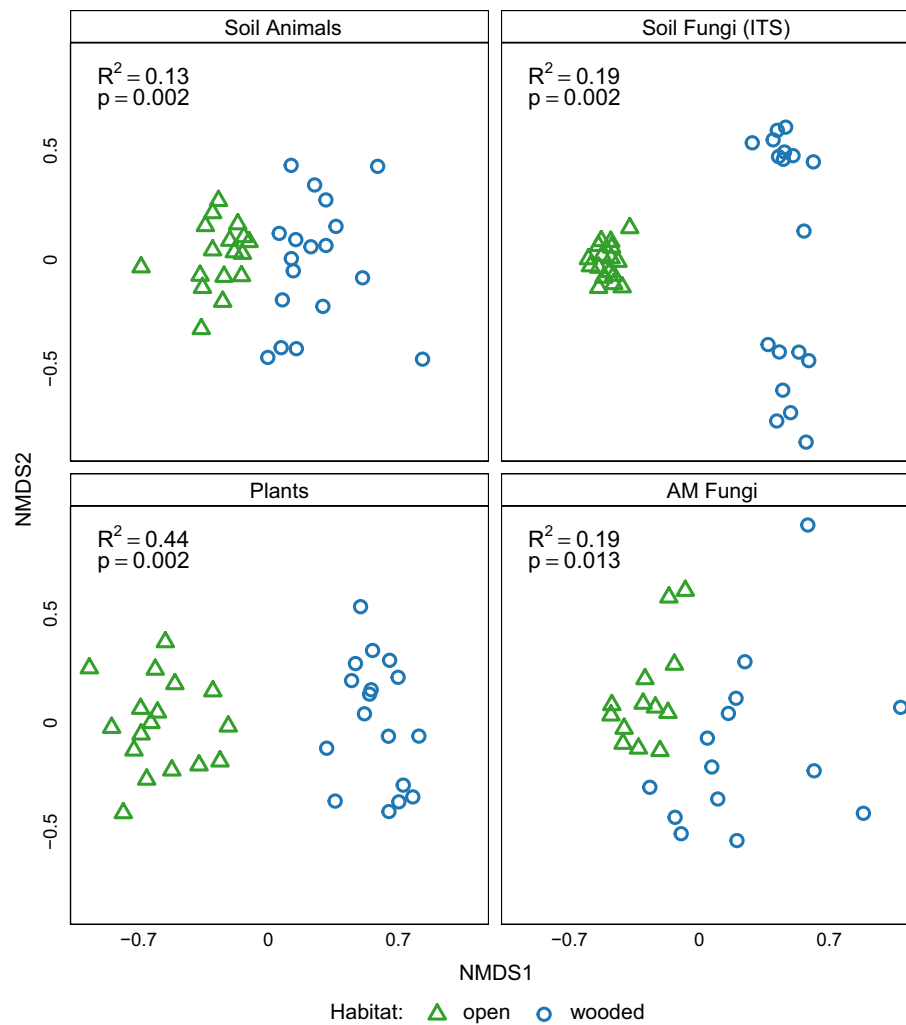 Soil Animals
Soil Fungi (ITS)
R² = 0.13
p = 0.002
R² = 0.19
p = 0.002
0.5
0
−0.5
NMDS2
Plants
AM Fungi
R² = 0.44
p = 0.002
R² = 0.19
p = 0.013
0.5
0
−0.5
−0.7 0 0.7
−0.7 0 0.7
NMDS1
Habitat: open wooded